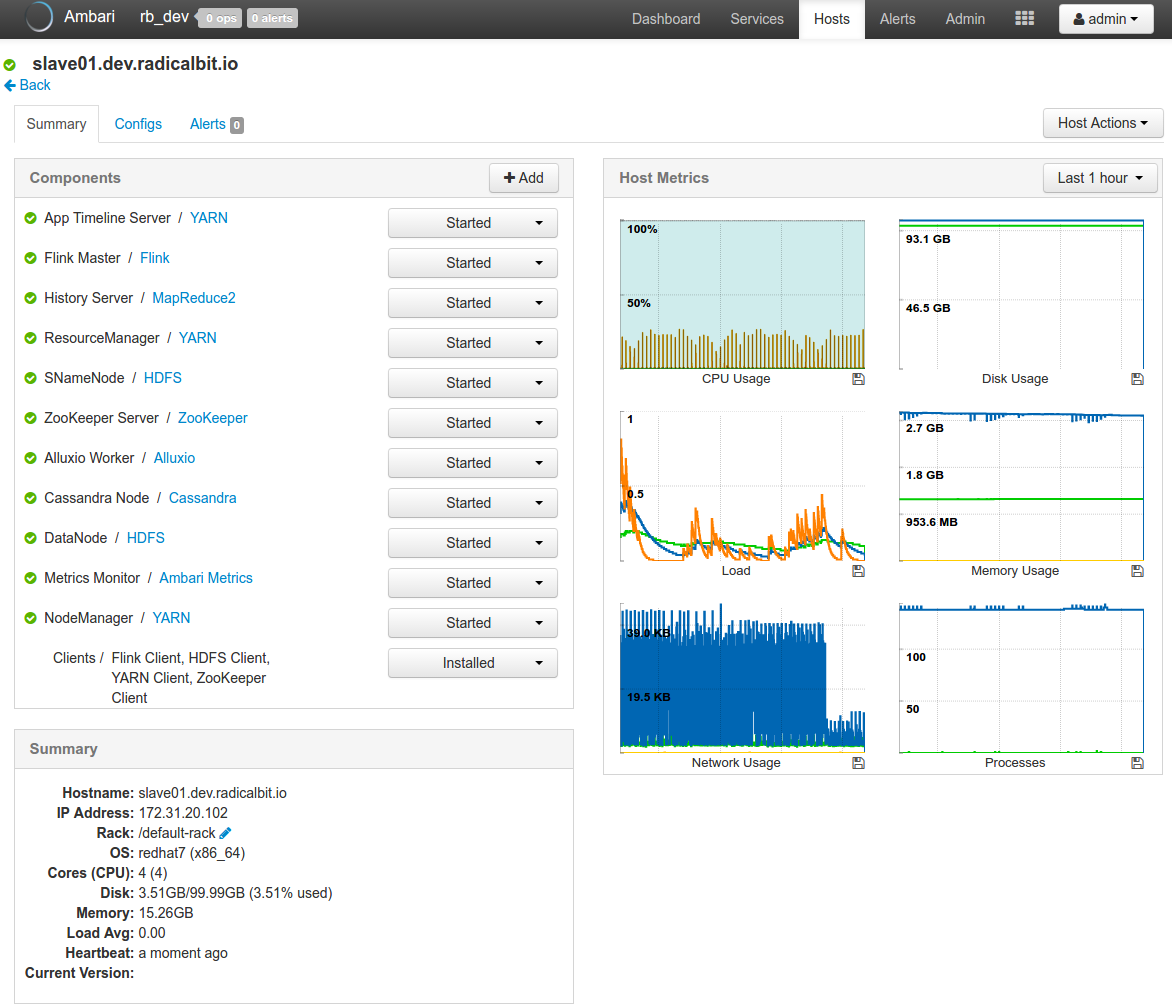 Ambari rb_dev 0 ops 0 alerts Dashboard Services Hosts Alerts Admin admin
slave01.dev.radicalbit.io
Back
Summary Configs Alerts 0 Host Actions
Components Add
App Timeline Server / YARN Started
Flink Master / Flink Started
History Server / MapReduce2 Started
ResourceManager / YARN Started
SNameNode / HDFS Started
ZooKeeper Server / ZooKeeper Started
Alluxio Worker / Alluxio Started
Cassandra Node / Cassandra Started
DataNode / HDFS Started
Metrics Monitor / Ambari Metrics Started
NodeManager / YARN Started
Clients / Flink Client, HDFS Client, Installed
YARN Client, ZooKeeper
Client
Summary
Hostname: slave01.dev.radicalbit.io
IP Address: 172.31.20.102
Rack: /default-rack
OS: redhat7 (x86_64)
Cores (CPU): 4 (4)
Disk: 3.51GB/99.99GB (3.51% used)
Memory: 15.26GB
Load Avg: 0.00
Heartbeat: a moment ago
Current Version:
Host Metrics Last 1 hour
100%
50%
CPU Usage
93.1 GB
46.5 GB
Disk Usage
1
0.5
Load
2.7 GB
1.8 GB
953.6 MB
Memory Usage
39.0 KB
19.5 KB
Network Usage
100
50
Processes